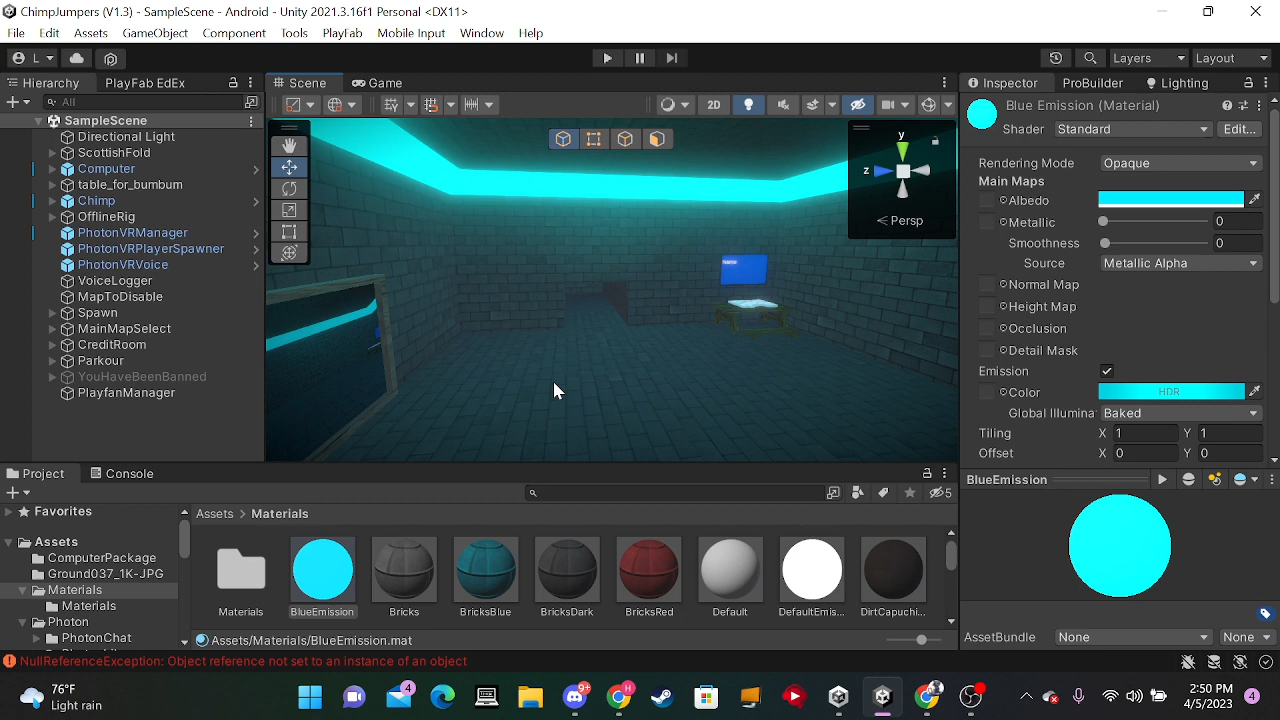 ChimpJumpers (V1.3) - SampleScene - Android - Unity 2021.3.16f1 Personal <DX11>
File Edit Assets GameObject Component Tools PlayFab Mobile Input Window Help
L Layers Layout
Hierarchy PlayFab EdEx
All
SampleScene
Directional Light
ScottishFold
Computer
table_for_bumbum
Chimp
OfflineRig
PhotonVRManager
PhotonVRPlayerSpawner
PhotonVRVoice
VoiceLogger
MapToDisable
Spawn
MainMapSelect
CreditRoom
Parkour
YouHaveBeenBanned
PlayfanManager
Scene Game
2D
y
z
Persp
Inspector ProBuilder Lighting
Blue Emission (Material)
Shader Standard Edit...
Rendering Mode Opaque
Main Maps
Albedo
Metallic 0
Smoothness 0
Source Metallic Alpha
Normal Map
Height Map
Occlusion
Detail Mask
Emission
Color HDR
Global Illumina Baked
Tiling X 1 Y 1
Offset X 0 Y 0
BlueEmission
AssetBundle None None
Project Console
5
Favorites
Assets
ComputerPackage
Ground037_1K-JPG
Materials
Materials
Photon
PhotonChat
Assets > Materials
Materials BlueEmission Bricks BricksBlue BricksDark BricksRed Default DefaultEmis... DirtCapuchi...
Assets/Materials/BlueEmission.mat
NullReferenceException: Object reference not set to an instance of an object
76°F
Light rain
4
9+
H
2:50 PM
4/5/2023
4